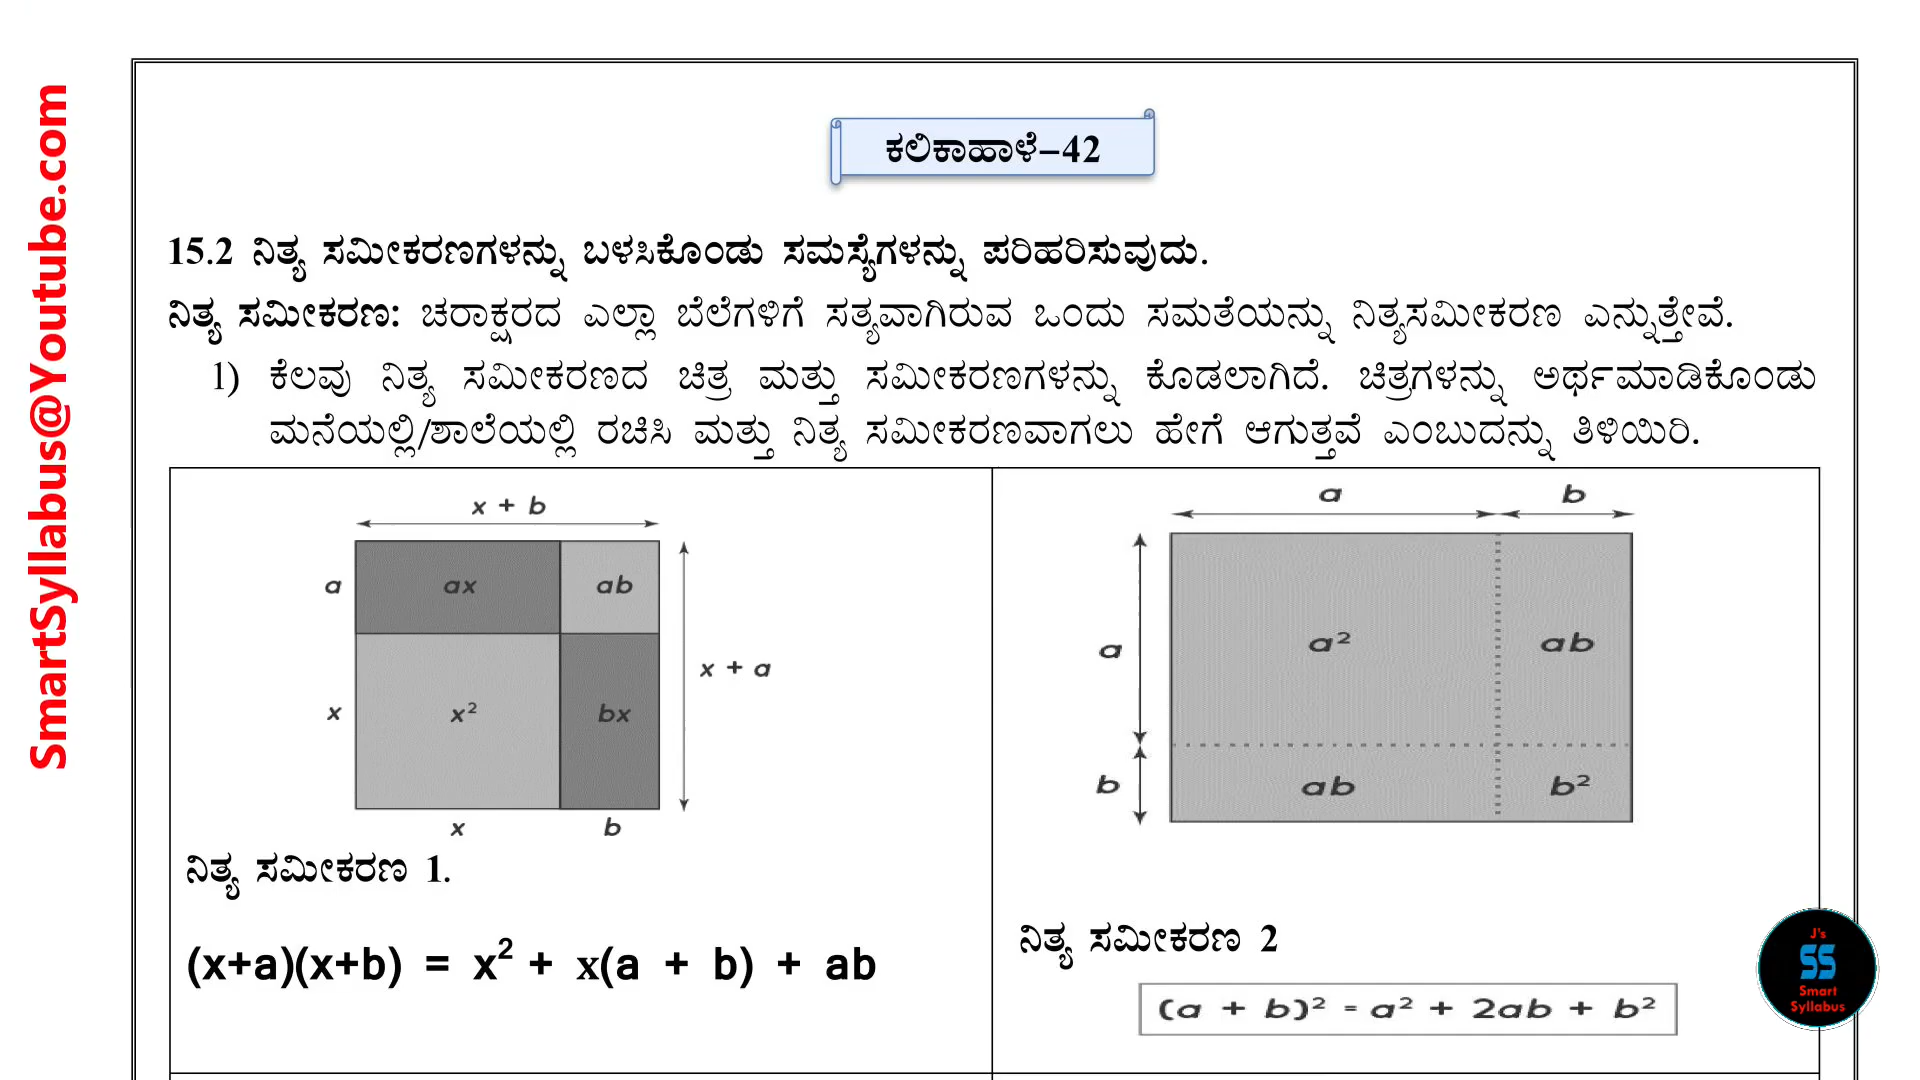 SmartSyllabus@Youtube.com
ಕಲಿಕಾಹಾಳೆ–42
15.2 ನಿತ್ಯ ಸಮೀಕರಣಗಳನ್ನು ಬಳಸಿಕೊಂಡು ಸಮಸ್ಯೆಗಳನ್ನು ಪರಿಹರಿಸುವುದು.
ನಿತ್ಯ ಸಮೀಕರಣ: ಚರಾಕ್ಷರದ ಎಲ್ಲಾ ಬೆಲೆಗಳಿಗೆ ಸತ್ಯವಾಗಿರುವ ಒಂದು ಸಮತೆಯನ್ನು ನಿತ್ಯಸಮೀಕರಣ ಎನ್ನುತ್ತೇವೆ.
1) ಕೆಲವು ನಿತ್ಯ ಸಮೀಕರಣದ ಚಿತ್ರ ಮತ್ತು ಸಮೀಕರಣಗಳನ್ನು ಕೊಡಲಾಗಿದೆ. ಚಿತ್ರಗಳನ್ನು ಅರ್ಥಮಾಡಿಕೊಂಡು
ಮನೆಯಲ್ಲಿ/ಶಾಲೆಯಲ್ಲಿ ರಚಿಸಿ ಮತ್ತು ನಿತ್ಯ ಸಮೀಕರಣವಾಗಲು ಹೇಗೆ ಆಗುತ್ತವೆ ಎಂಬುದನ್ನು ತಿಳಿಯಿರಿ.
x + b
a ax ab
x + a
x x² bx
x b
ನಿತ್ಯ ಸಮೀಕರಣ 1.
(x+a)(x+b) = x² + x(a + b) + ab
a b
a a² ab
b ab b²
ನಿತ್ಯ ಸಮೀಕರಣ 2
(a + b)² = a² + 2ab + b²
J's
SS
Smart
Syllabus